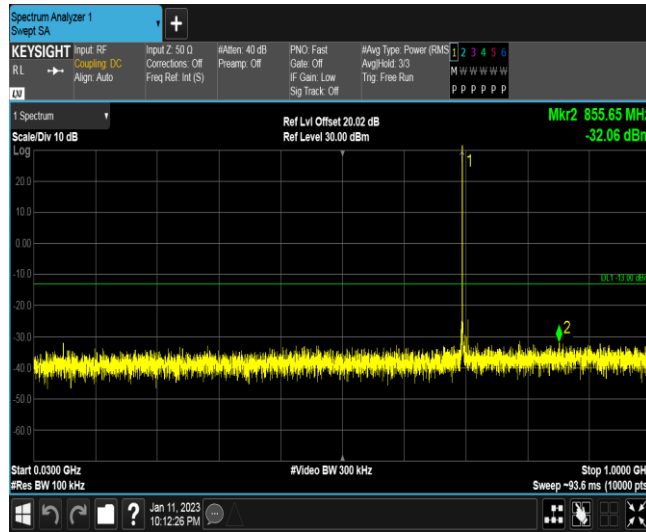 Spectrum Analyzer 1
Swept SA
KEYSIGHT Input: RF Input Z: 50 Ω #Atten: 40 dB PNO: Fast #Avg Type: Power (RMS 1 2 3 4 5 6
RL Coupling: DC Corrections: Off Preamp: Off Gate: Off Avg|Hold: 3/3 M W W W W W
Align: Auto Freq Ref: Int (S) IF Gain: Low Trig: Free Run
LXI Sig Track: Off P P P P P P
1 Spectrum Ref Lvl Offset 20.02 dB Mkr2 855.65 MHz
Scale/Div 10 dB Ref Level 30.00 dBm -32.06 dBm
Log
1
20.0
10.0
0.00
-10.0
DL1 -13.00 dBm
-20.0
-30.0
2
-40.0
-50.0
-60.0
Start 0.0300 GHz #Video BW 300 kHz Stop 1.0000 GHz
#Res BW 100 kHz Sweep ~93.6 ms (10000 pts
? Jan 11, 2023
10:12:26 PM